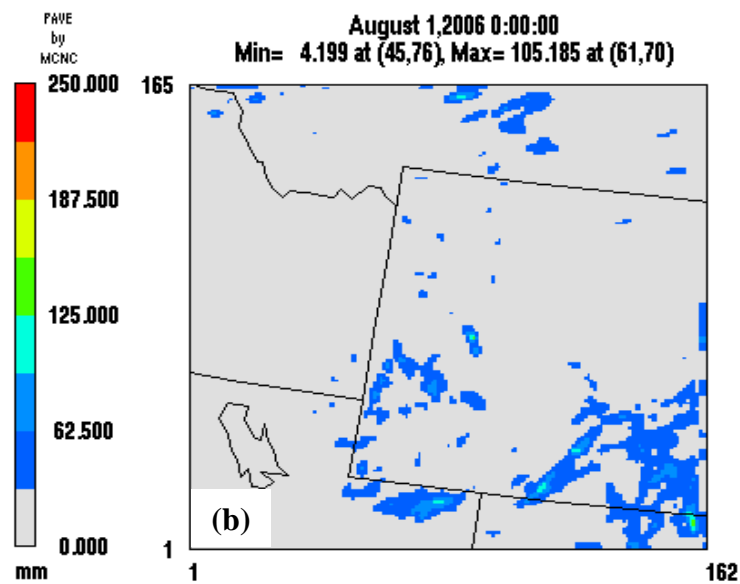 PAVE
by
MCNC
August 1,2006 0:00:00
Min= 4.199 at (45,76), Max= 105.185 at (61,70)
250.000
187.500
125.000
62.500
0.000
mm
165
1
1
162
(b)